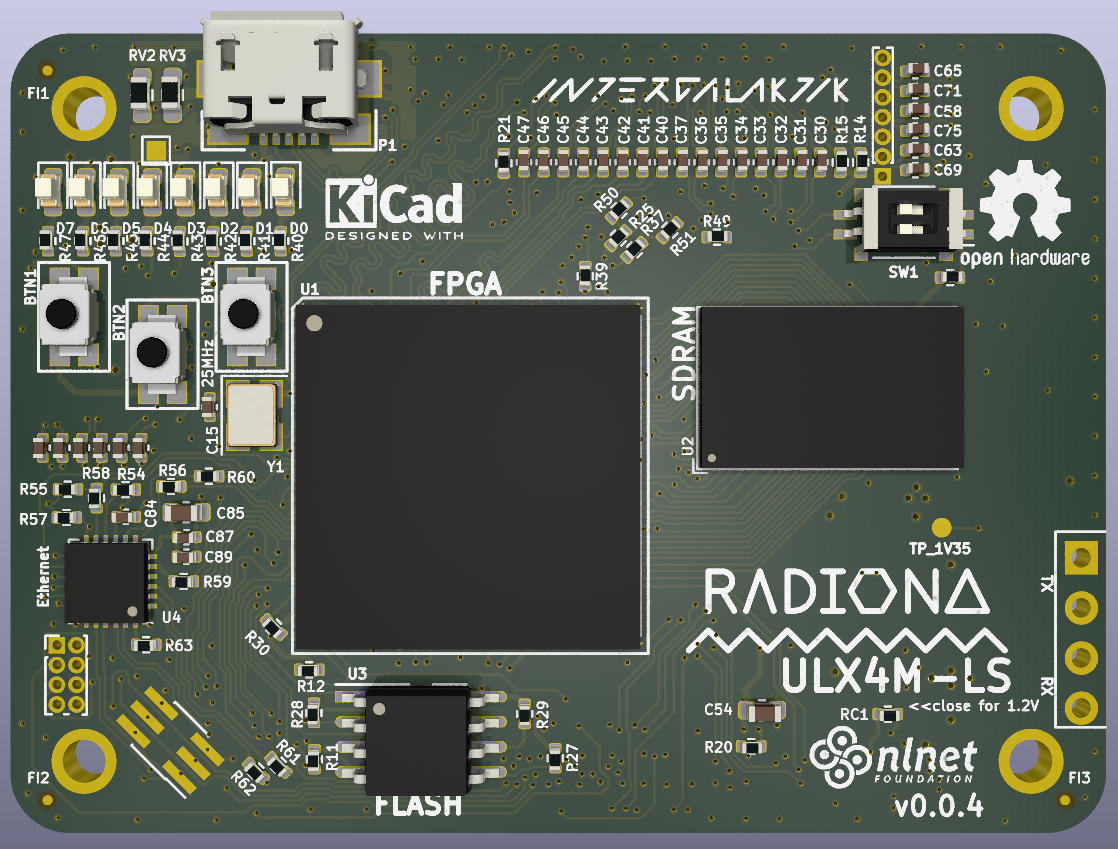 RV2 RV3
FI1
P1
INTERGALAKTIK
R21 C47 C46 C45 C44 C43 C42 C41 C40 C37 C36 C35 C34 C33 C32 C31 C30 R15 R14
C65
C71
C58
C75
C63
C69
KiCad
DESIGNED WITH
D7 D6 D5 D4 D3 D2 D1 D0
R47 R46 R45 R44 R43 R42 R41 R40
R50
R25
R37
R51
R49
R39
SW1
open hardware
BTN1
BTN2
BTN3
25MHz
C15
Y1
U1
FPGA
SDRAM
U2
R58 R54 R56
R60
R55
R57
C84
C85
C87
C89
R59
Ethernet
U4
R63
R30
R12
U3
R28
R11
R29
R61
R62
FLASH
TP_1V35
TX
RX
RADIONA
ULX4M-LS
<<close for 1.2V
C54
RC1
R20
nlnet
FOUNDATION
v0.0.4
FI2
FI3